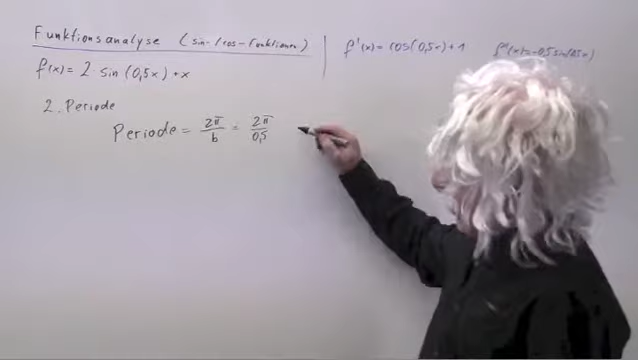 Funktionsanalyse (sin-/cos-Funktionen)
f(x) = 2 sin(0,5x) + x
f'(x) = cos(0,5x) + 1
f''(x) = -0,5 sin(0,5x)
2. Periode
Periode = 2π/b = 2π/0,5